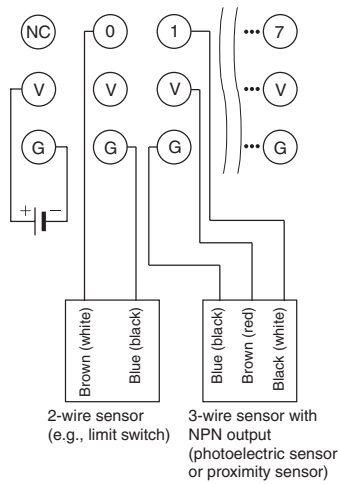 NC 0 1 ••• 7
V V V ••• V
G G G ••• G
+ −
Brown (white)
Blue (black)
Blue (black)
Brown (red)
Black (white)
2-wire sensor
(e.g., limit switch)
3-wire sensor with
NPN output
(photoelectric sensor
or proximity sensor)